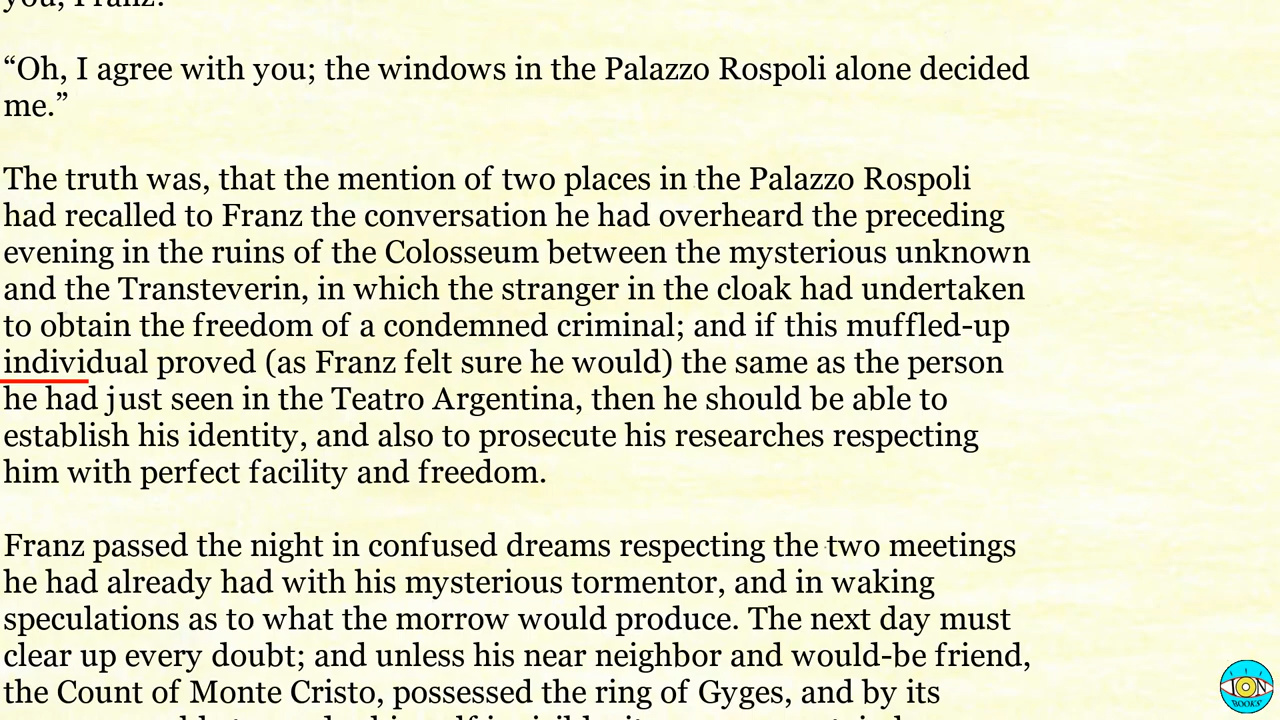 you, Franz?
“Oh, I agree with you; the windows in the Palazzo Rospoli alone decided
me.”
The truth was, that the mention of two places in the Palazzo Rospoli
had recalled to Franz the conversation he had overheard the preceding
evening in the ruins of the Colosseum between the mysterious unknown
and the Transteverin, in which the stranger in the cloak had undertaken
to obtain the freedom of a condemned criminal; and if this muffled-up
individual proved (as Franz felt sure he would) the same as the person
he had just seen in the Teatro Argentina, then he should be able to
establish his identity, and also to prosecute his researches respecting
him with perfect facility and freedom.
Franz passed the night in confused dreams respecting the two meetings
he had already had with his mysterious tormentor, and in waking
speculations as to what the morrow would produce. The next day must
clear up every doubt; and unless his near neighbor and would-be friend,
the Count of Monte Cristo, possessed the ring of Gyges, and by its
ION
BOOKS